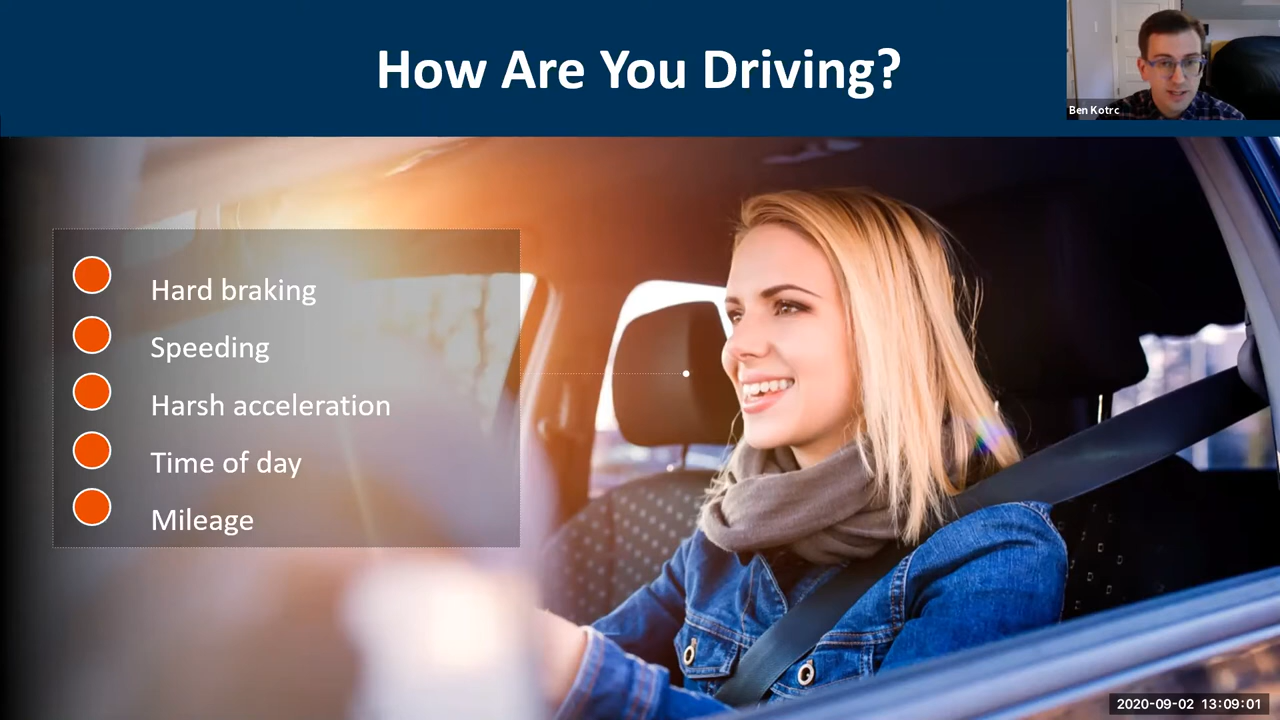 How Are You Driving?
Ben Kotrc
Hard braking
Speeding
Harsh acceleration
Time of day
Mileage
2020-09-02 13:09:01